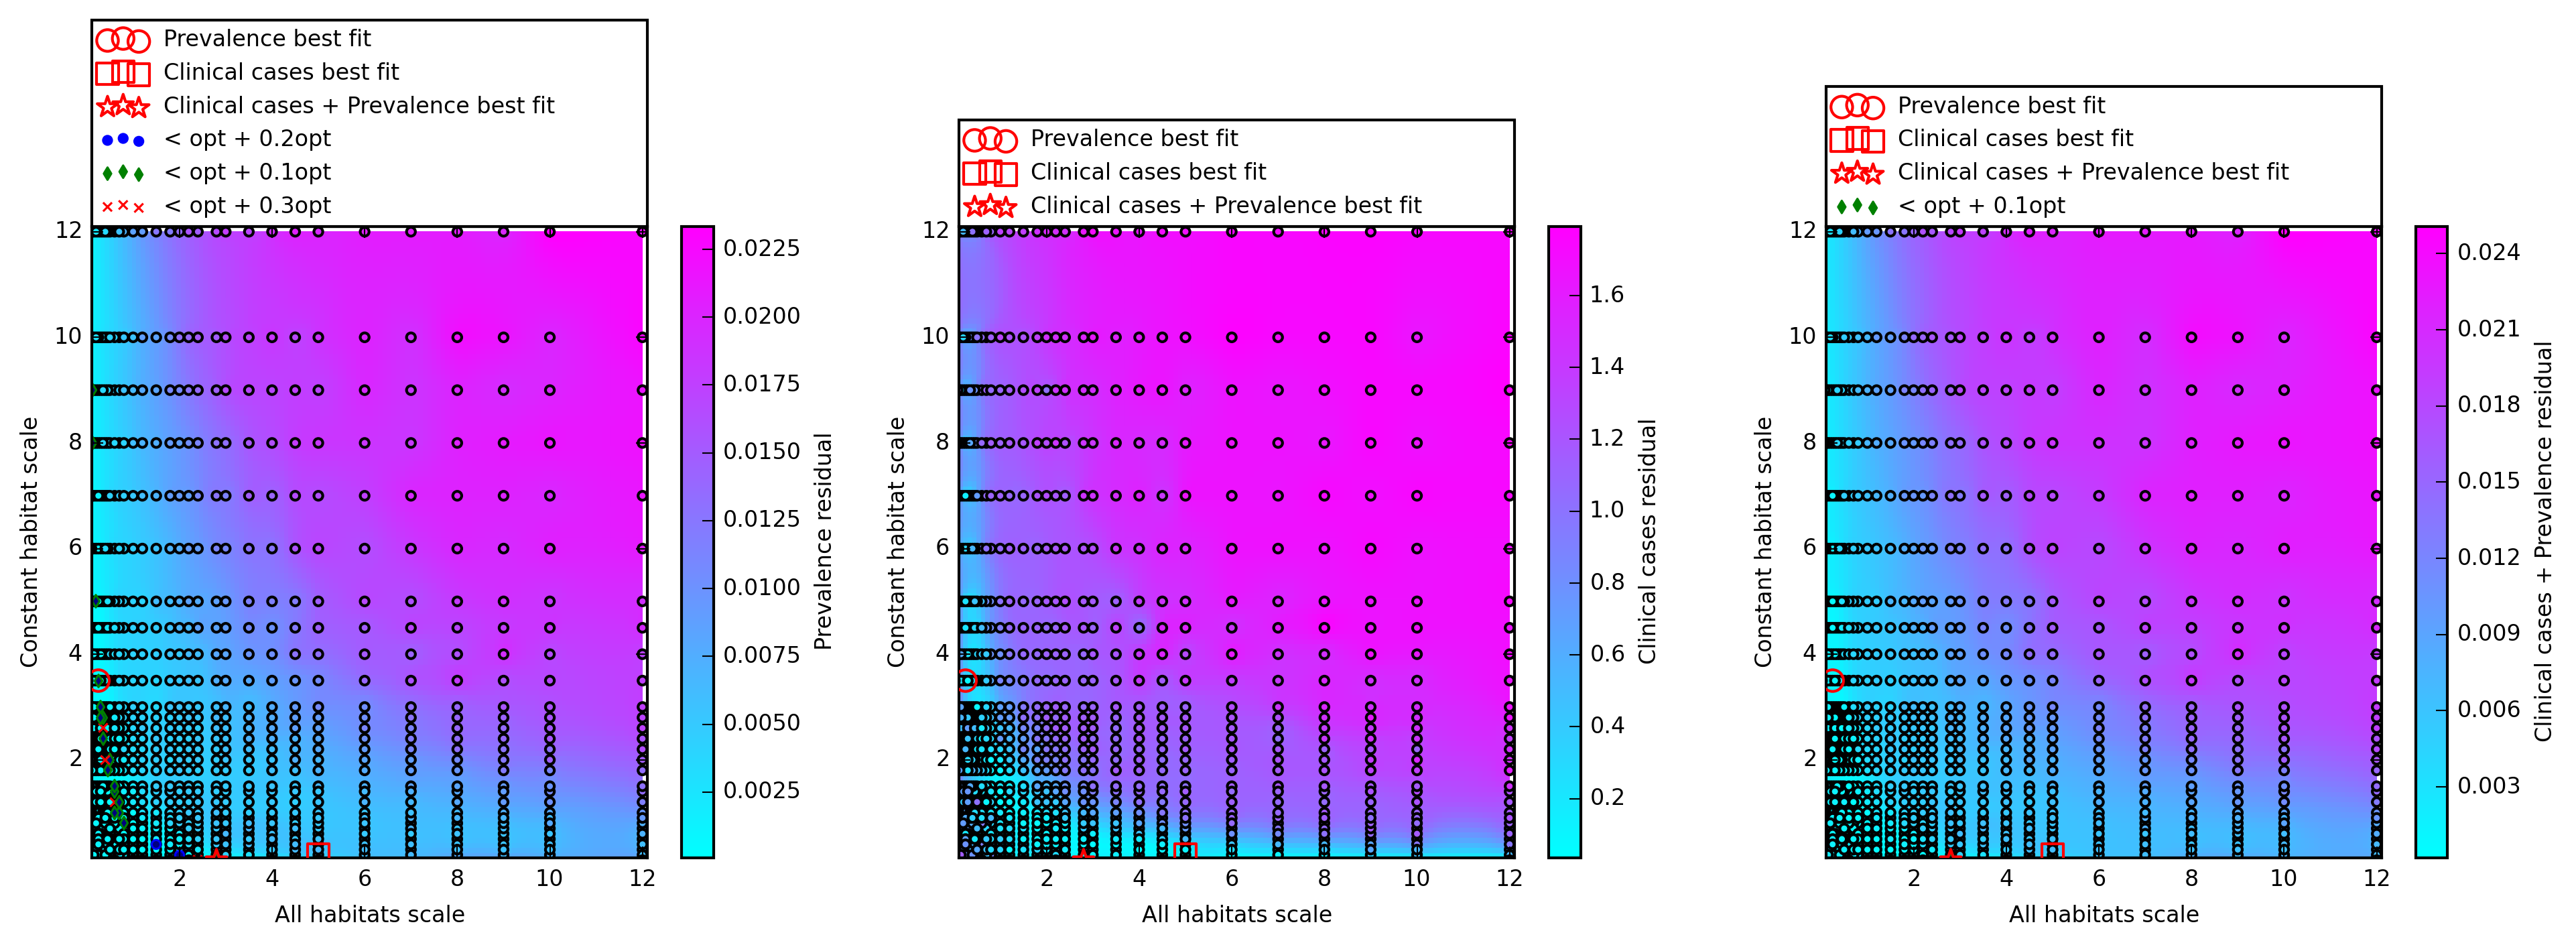 Prevalence best fit
Clinical cases best fit
Clinical cases + Prevalence best fit
< opt + 0.2opt
< opt + 0.1opt
< opt + 0.3opt
12
10
8
6
4
2
Constant habitat scale
2 4 6 8 10 12
All habitats scale
0.0225
0.0200
0.0175
0.0150
0.0125
0.0100
0.0075
0.0050
0.0025
Prevalence residual
Prevalence best fit
Clinical cases best fit
Clinical cases + Prevalence best fit
12
10
8
6
4
2
Constant habitat scale
2 4 6 8 10 12
All habitats scale
1.6
1.4
1.2
1.0
0.8
0.6
0.4
0.2
Clinical cases residual
Prevalence best fit
Clinical cases best fit
Clinical cases + Prevalence best fit
< opt + 0.1opt
12
10
8
6
4
2
Constant habitat scale
2 4 6 8 10 12
All habitats scale
0.024
0.021
0.018
0.015
0.012
0.009
0.006
0.003
Clinical cases + Prevalence residual